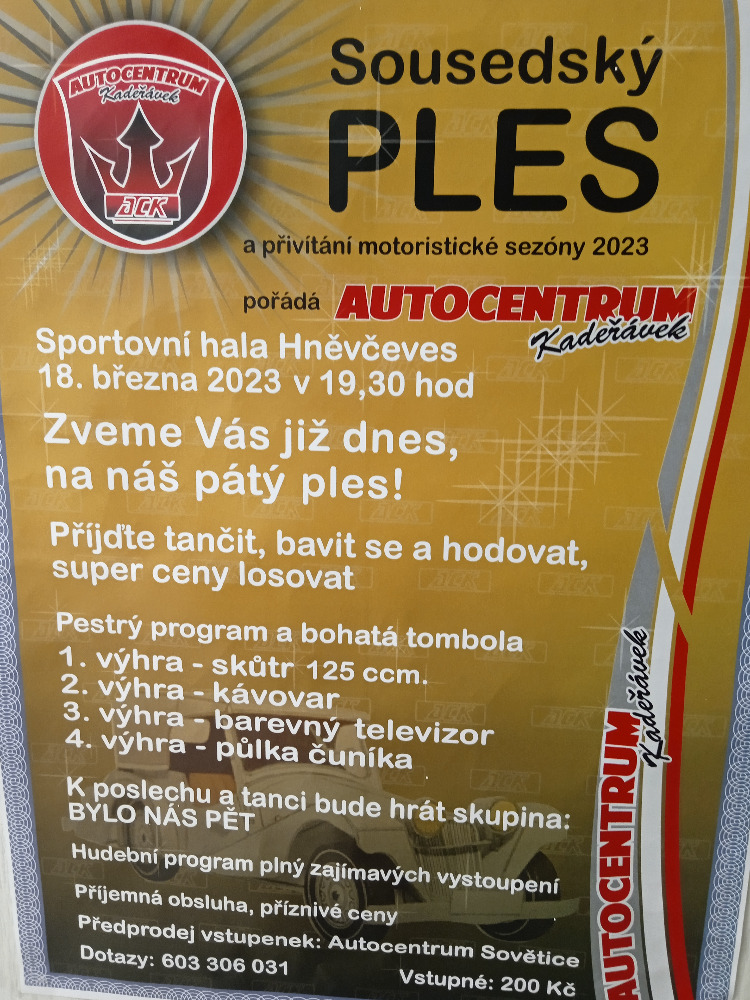 AUTOCENTRUM
Kadeřávek
ACK
Sousedský
PLES
a přivítání motoristické sezóny 2023
pořádá AUTOCENTRUM
Kadeřávek
Sportovní hala Hněvčeves
18. března 2023 v 19,30 hod
Zveme Vás již dnes,
na náš pátý ples!
Příjďte tančit, bavit se a hodovat,
super ceny losovat
Pestrý program a bohatá tombola
1. výhra - skůtr 125 ccm.
2. výhra - kávovar
3. výhra - barevný televizor
4. výhra - půlka čuníka
K poslechu a tanci bude hrát skupina:
BYLO NÁS PĚT
Hudební program plný zajímavých vystoupení
Příjemná obsluha, příznivé ceny
Předprodej vstupenek: Autocentrum Sovětice
Dotazy: 603 306 031 Vstupné: 200 Kč
AUTOCENTRUM
Kadeřávek